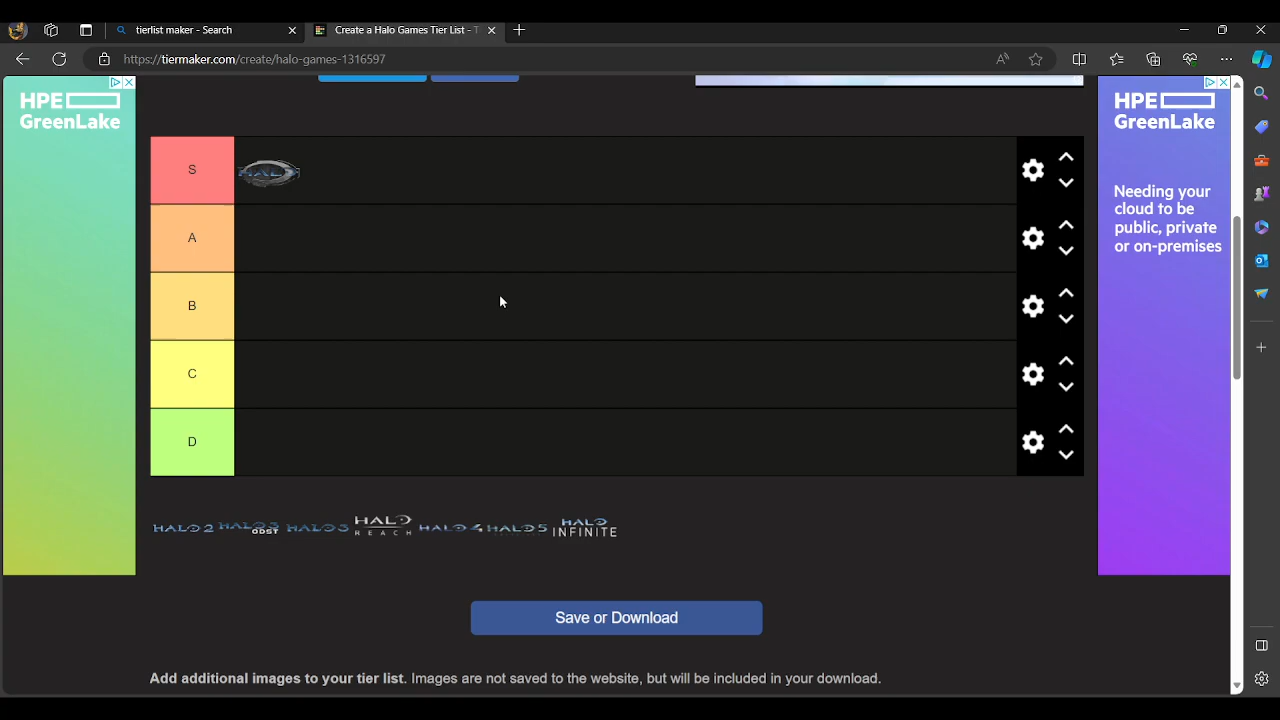 tierlist maker - Search
Create a Halo Games Tier List - T
https://tiermaker.com/create/halo-games-1316597
HPE
GreenLake
S
HALO
A
B
C
D
HALO 2 HALO 3 ODST HALO 3 HALO REACH HALO 4 HALO 5 HALO INFINITE
Save or Download
Add additional images to your tier list. Images are not saved to the website, but will be included in your download.
HPE
GreenLake
Needing your
cloud to be
public, private
or on-premises